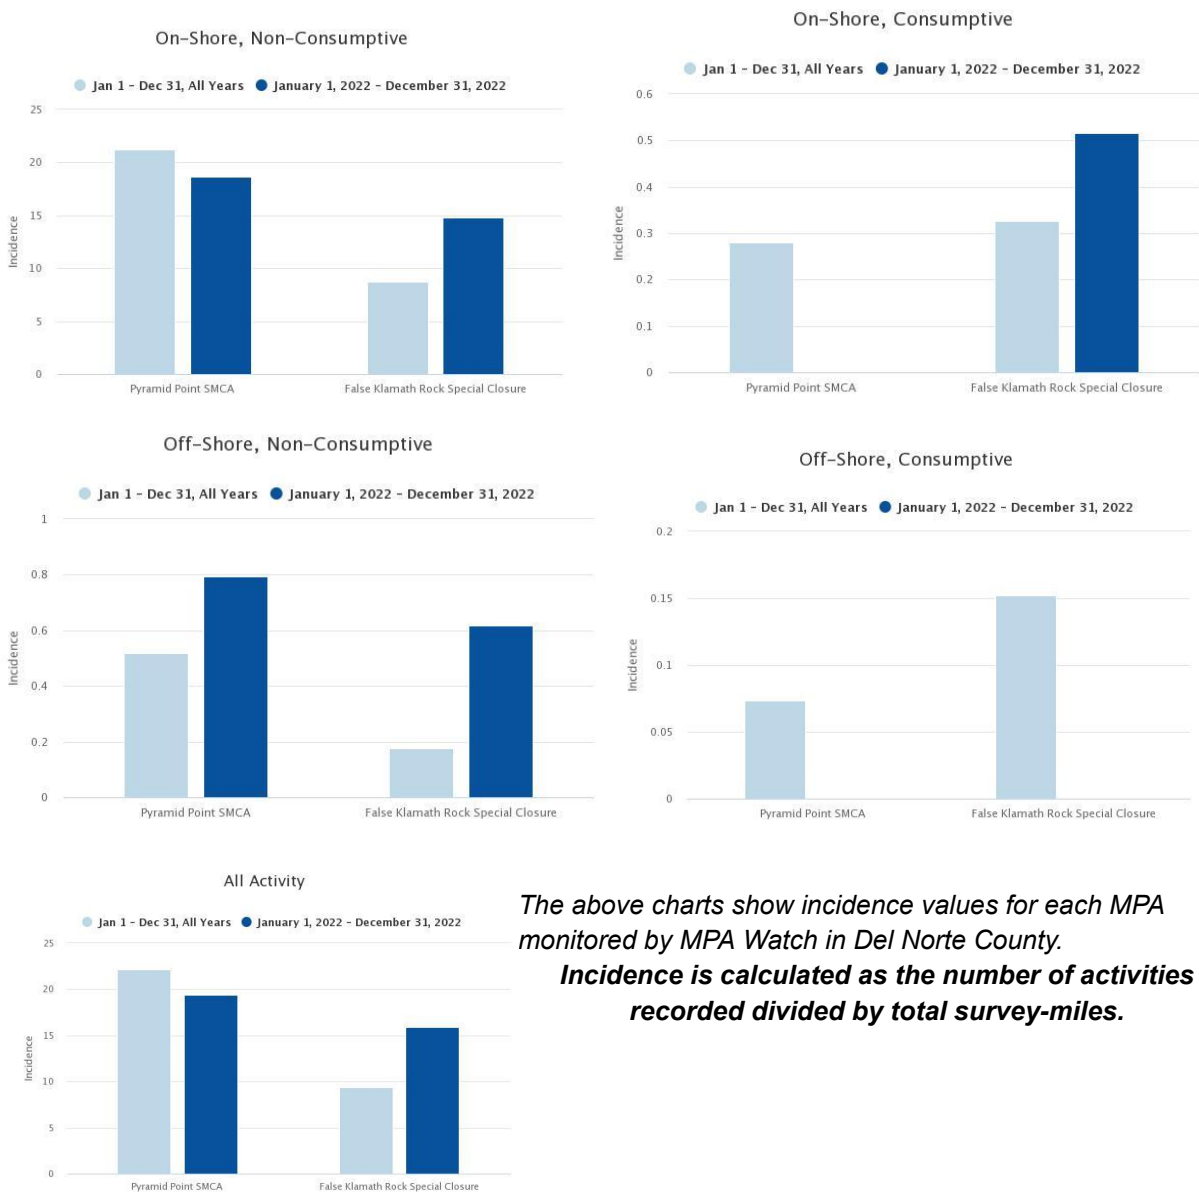 On-Shore, Non-Consumptive
Jan 1 - Dec 31, All Years January 1, 2022 - December 31, 2022
25
20
15
10
5
0
Incidence
Pyramid Point SMCA False Klamath Rock Special Closure
On-Shore, Consumptive
Jan 1 - Dec 31, All Years January 1, 2022 - December 31, 2022
0.6
0.5
0.4
0.3
0.2
0.1
0
Incidence
Pyramid Point SMCA False Klamath Rock Special Closure
Off-Shore, Non-Consumptive
Jan 1 - Dec 31, All Years January 1, 2022 - December 31, 2022
1
0.8
0.6
0.4
0.2
0
Incidence
Pyramid Point SMCA False Klamath Rock Special Closure
Off-Shore, Consumptive
Jan 1 - Dec 31, All Years January 1, 2022 - December 31, 2022
0.2
0.15
0.1
0.05
0
Incidence
Pyramid Point SMCA False Klamath Rock Special Closure
All Activity
Jan 1 - Dec 31, All Years January 1, 2022 - December 31, 2022
25
20
15
10
5
0
Incidence
Pyramid Point SMCA False Klamath Rock Special Closure
The above charts show incidence values for each MPA
monitored by MPA Watch in Del Norte County.
Incidence is calculated as the number of activities
recorded divided by total survey-miles.